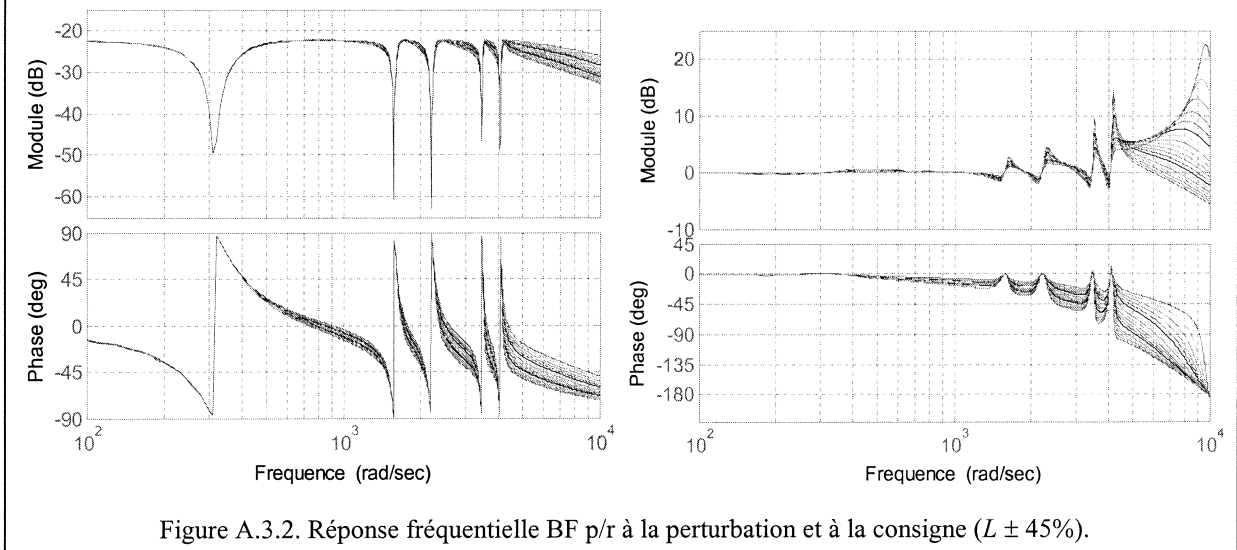 -20
-30
-40
-50
-60
Module (dB)
90
45
0
-45
-90
Phase (deg)
10² 10³ 10⁴
Frequence (rad/sec)
20
10
0
-10
Module (dB)
45
0
-45
-90
-135
-180
Phase (deg)
10² 10³ 10⁴
Frequence (rad/sec)
Figure A.3.2. Réponse fréquentielle BF p/r à la perturbation et à la consigne (L ± 45%).